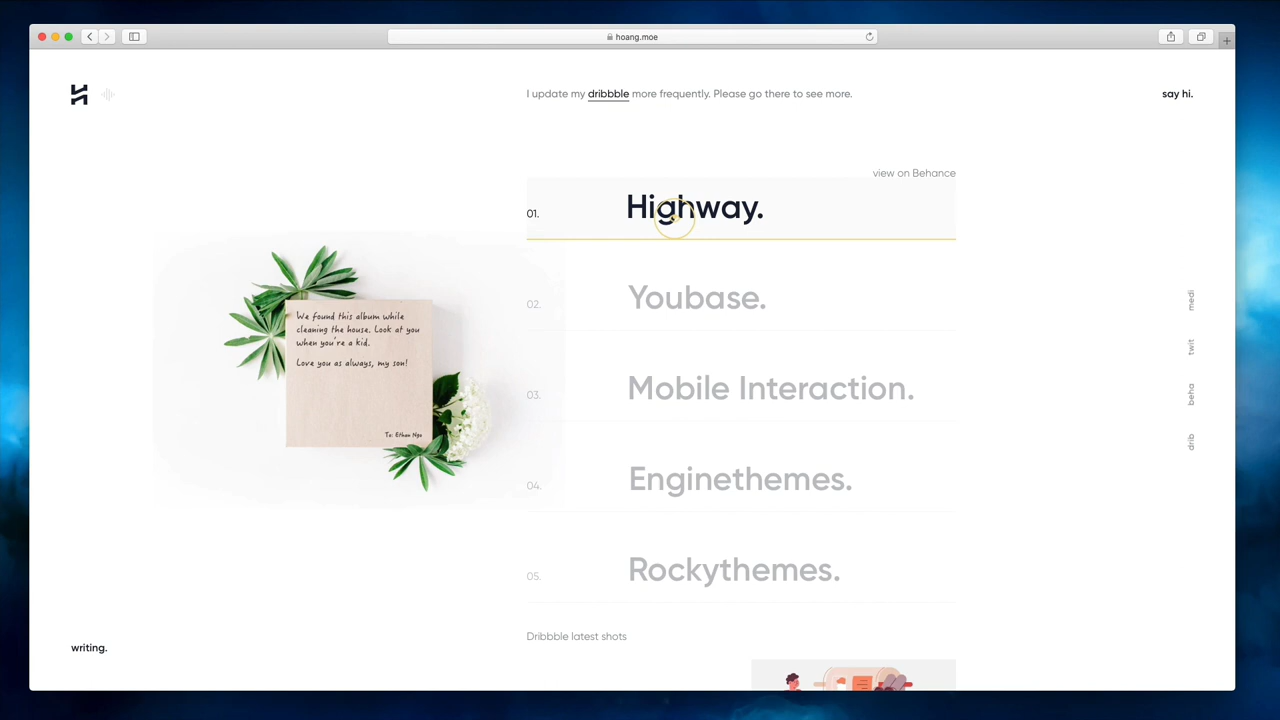 hoang.moe
I update my dribbble more frequently. Please go there to see more.
say hi.
view on Behance
01.
Highway.
We found this album while
cleaning the house. Look at you
when you're a kid.
Love you as always, my son!
To: Ethan Ngo
02.
Youbase.
03.
Mobile Interaction.
04.
Enginethemes.
05.
Rockythemes.
medi
twit
beha
drib
Dribbble latest shots
writing.